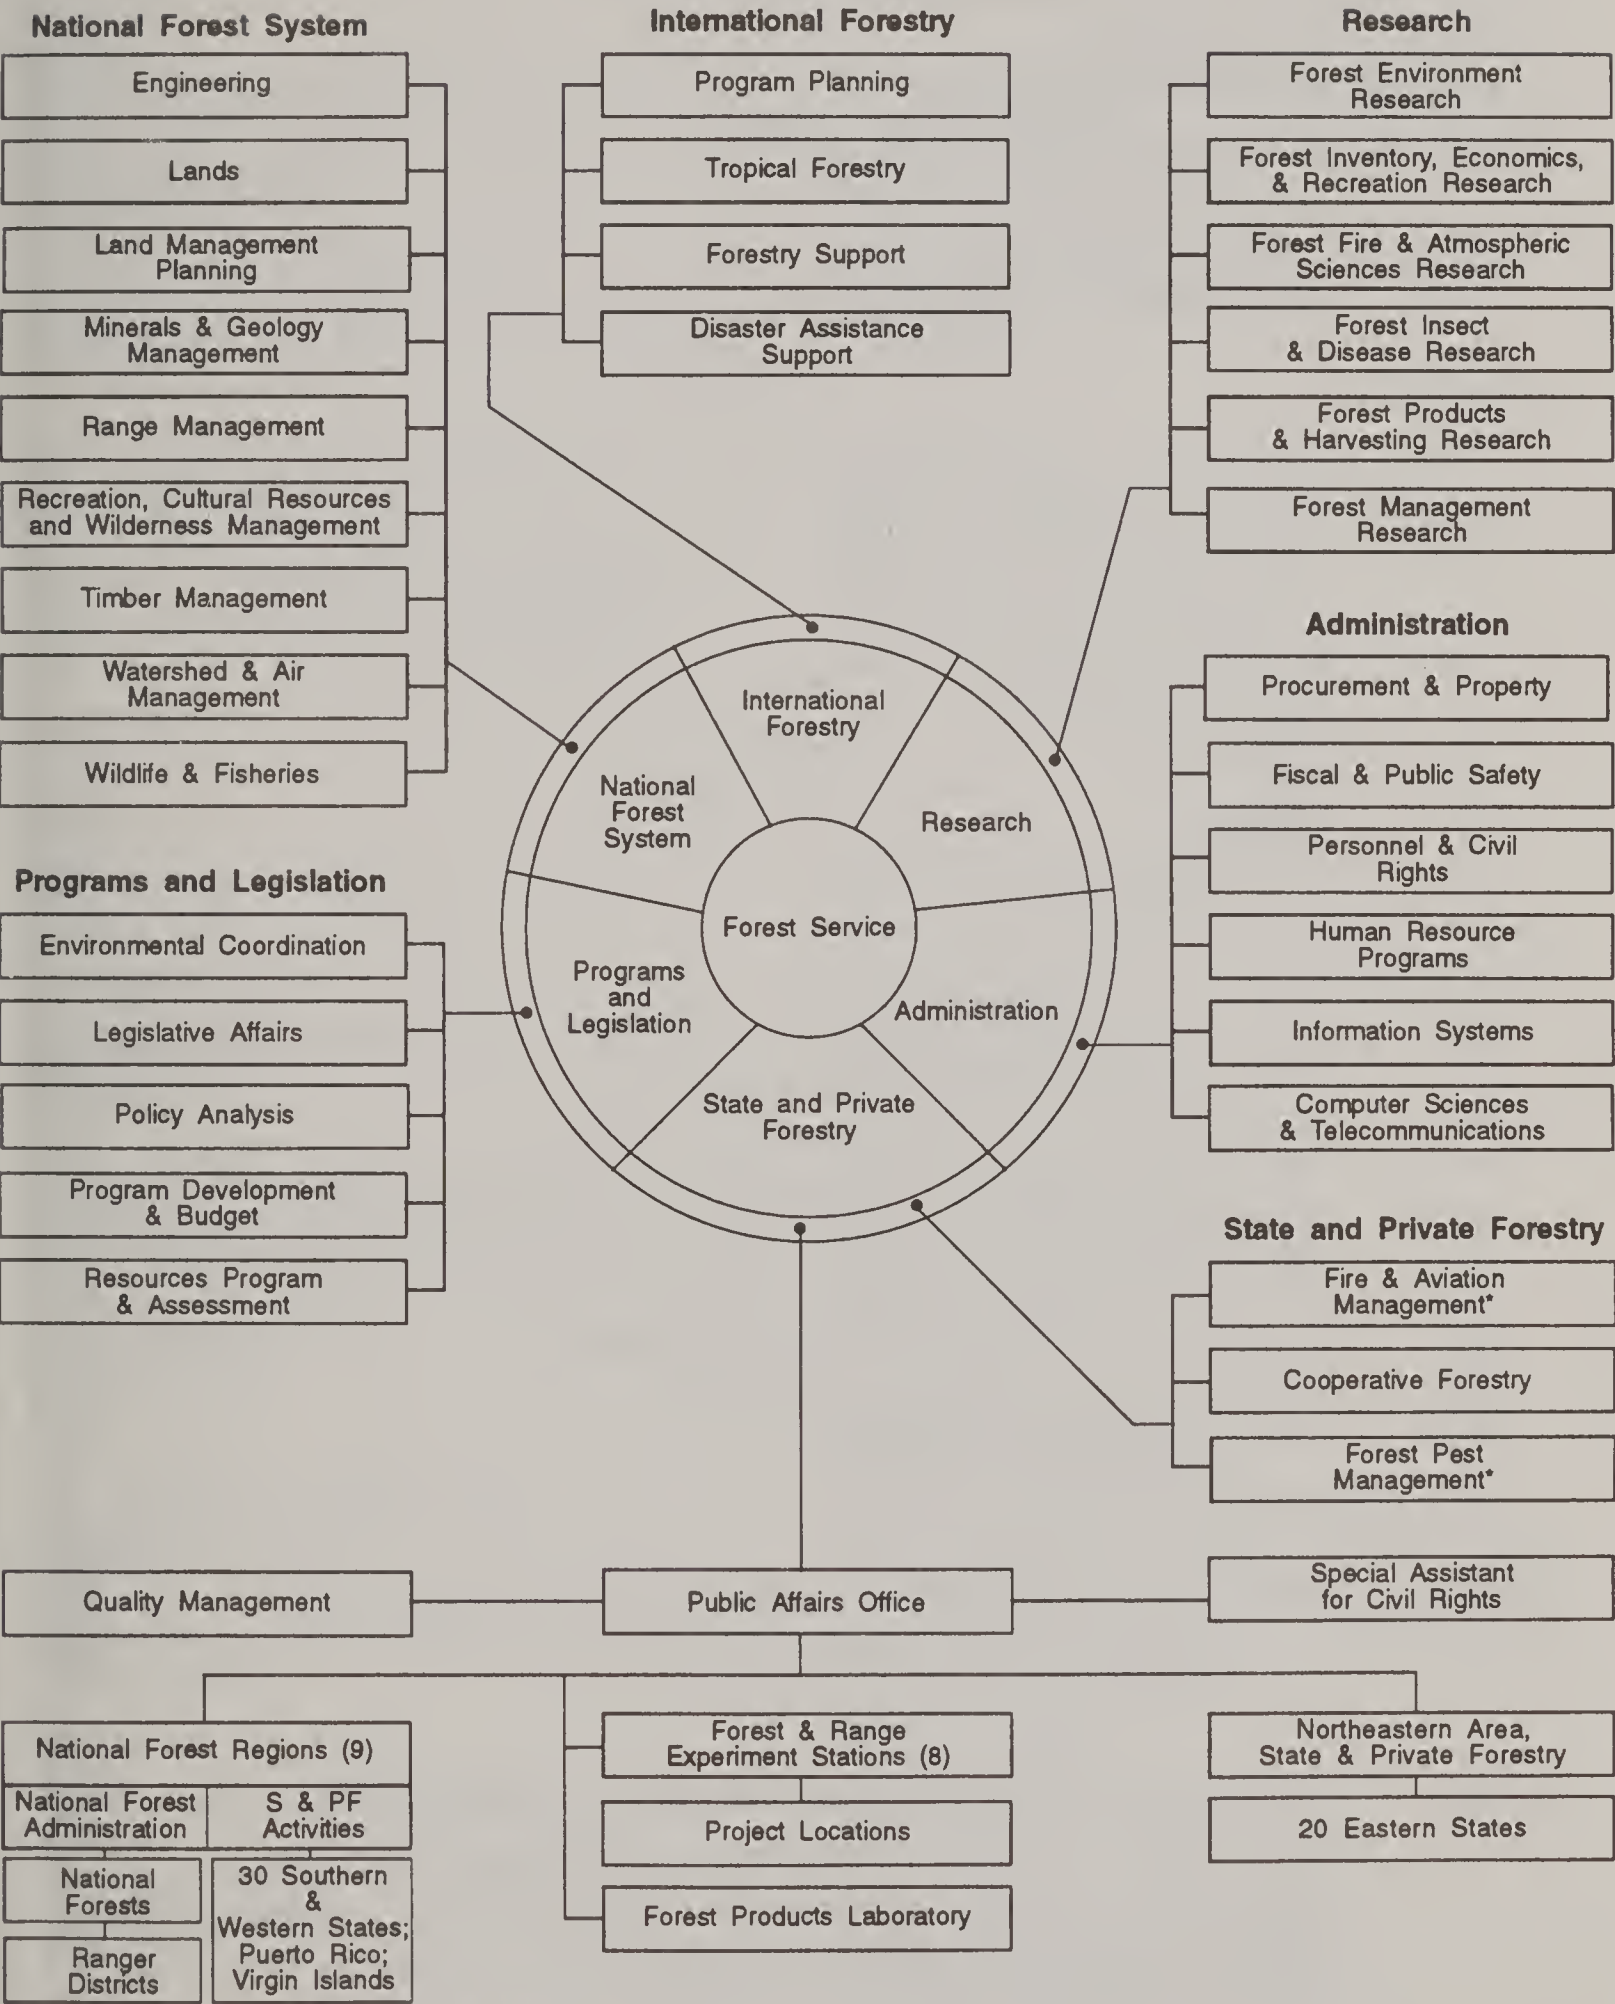 National Forest System
Engineering
Lands
Land Management
Planning
Minerals & Geology
Management
Range Management
Recreation, Cultural Resources
and Wilderness Management
Timber Management
Watershed & Air
Management
Wildlife & Fisheries
International Forestry
Program Planning
Tropical Forestry
Forestry Support
Disaster Assistance
Support
Research
Forest Environment
Research
Forest Inventory, Economics,
& Recreation Research
Forest Fire & Atmospheric
Sciences Research
Forest Insect
& Disease Research
Forest Products
& Harvesting Research
Forest Management
Research
Administration
Procurement & Property
Fiscal & Public Safety
Personnel & Civil
Rights
Human Resource
Programs
Information Systems
Computer Sciences
& Telecommunications
International
Forestry
National
Forest
System
Research
Forest Service
Programs
and
Legislation
Administration
State and Private
Forestry
Programs and Legislation
Environmental Coordination
Legislative Affairs
Policy Analysis
Program Development
& Budget
Resources Program
& Assessment
State and Private Forestry
Fire & Aviation
Management*
Cooperative Forestry
Forest Pest
Management*
Quality Management
Public Affairs Office
Special Assistant
for Civil Rights
National Forest Regions (9)
National Forest
Administration
S & PF
Activities
National
Forests
Ranger
Districts
30 Southern
&
Western States;
Puerto Rico;
Virgin Islands
Forest & Range
Experiment Stations (8)
Project Locations
Forest Products Laboratory
Northeastern Area,
State & Private Forestry
20 Eastern States